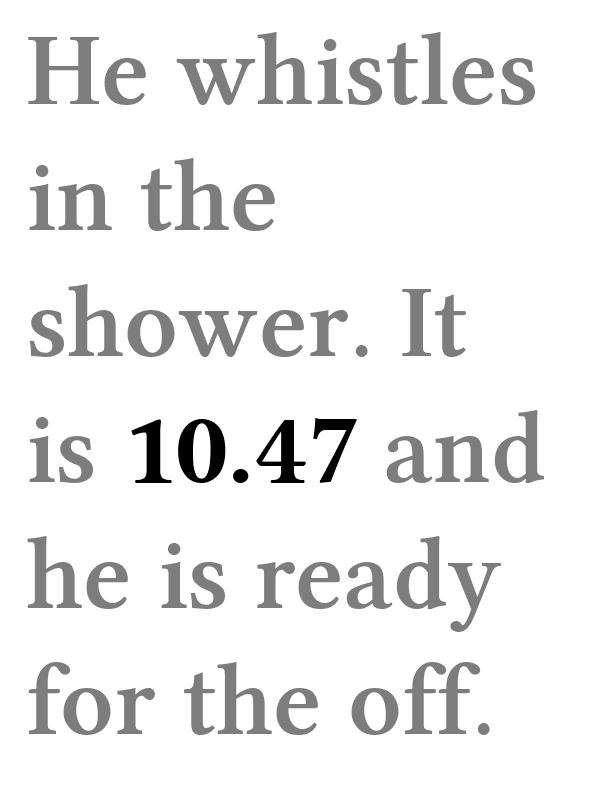 He whistles
in the
shower. It
is 10.47 and
he is ready
for the off.